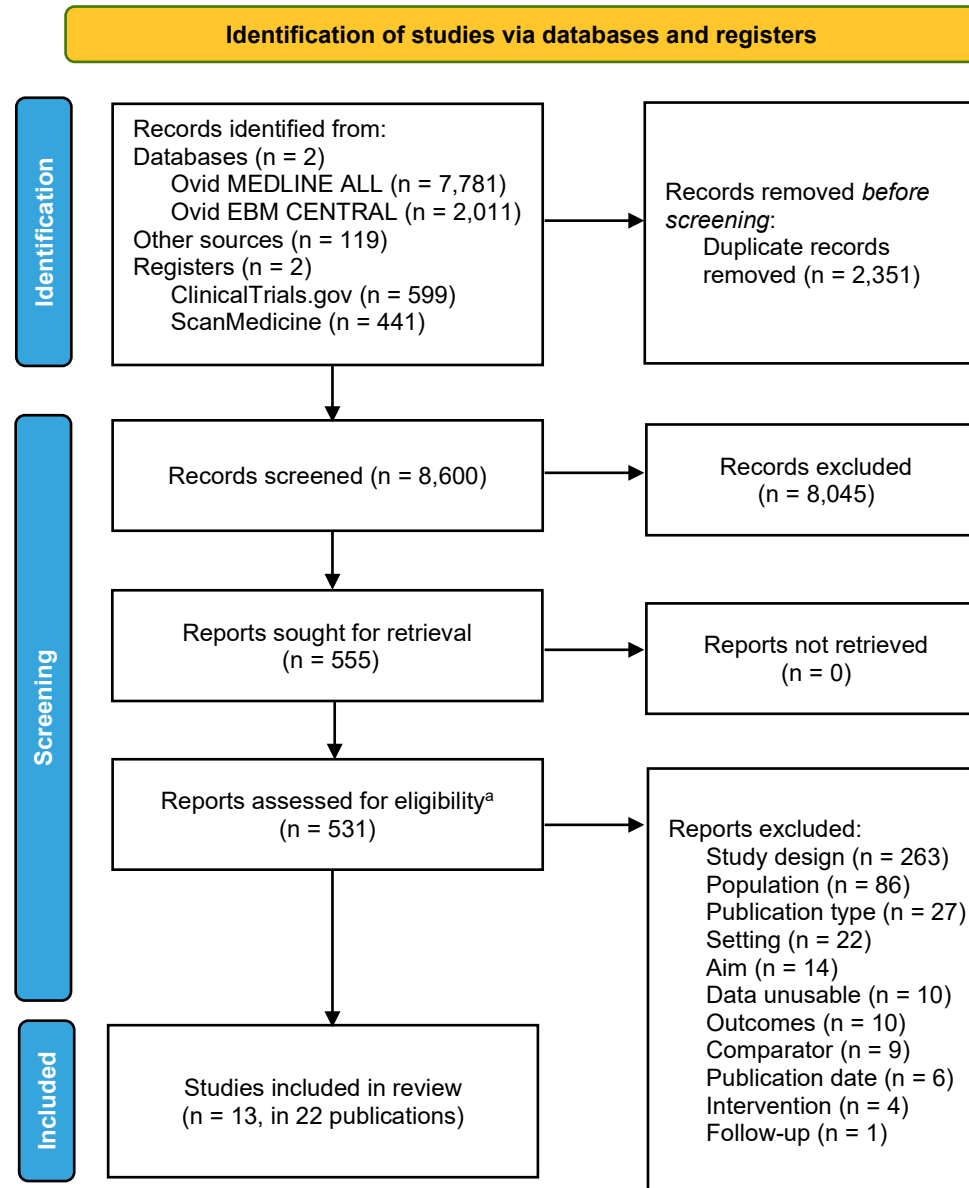 Identification of studies via databases and registers
Identification
Records identified from:
Databases (n = 2)
Ovid MEDLINE ALL (n = 7,781)
Ovid EBM CENTRAL (n = 2,011)
Other sources (n = 119)
Registers (n = 2)
ClinicalTrials.gov (n = 599)
ScanMedicine (n = 441)
Records removed before
screening:
Duplicate records
removed (n = 2,351)
Screening
Records screened (n = 8,600)
Records excluded
(n = 8,045)
Reports sought for retrieval
(n = 555)
Reports not retrieved
(n = 0)
Reports assessed for eligibilityᵃ
(n = 531)
Reports excluded:
Study design (n = 263)
Population (n = 86)
Publication type (n = 27)
Setting (n = 22)
Aim (n = 14)
Data unusable (n = 10)
Outcomes (n = 10)
Comparator (n = 9)
Publication date (n = 6)
Intervention (n = 4)
Follow-up (n = 1)
Included
Studies included in review
(n = 13, in 22 publications)